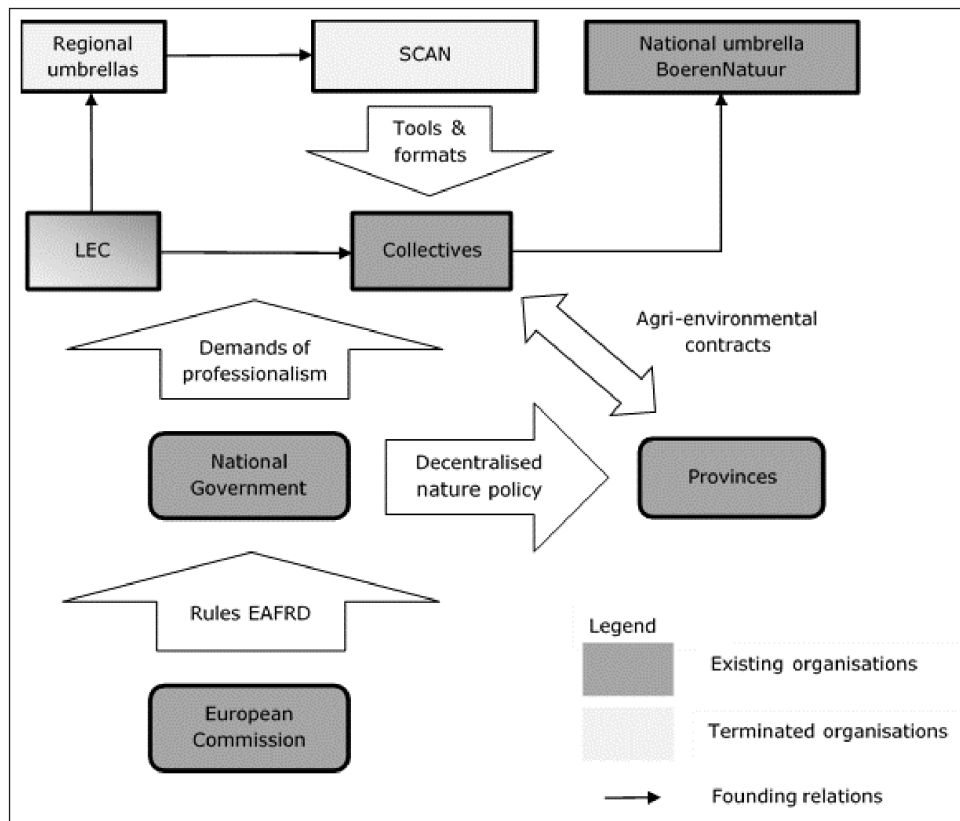 Regional
umbrellas
SCAN
National umbrella
BoerenNatuur
Tools &
formats
LEC
Collectives
Demands of
professionalism
Agri-environmental
contracts
National
Government
Decentralised
nature policy
Provinces
Rules EAFRD
European
Commission
Legend
Existing organisations
Terminated organisations
Founding relations